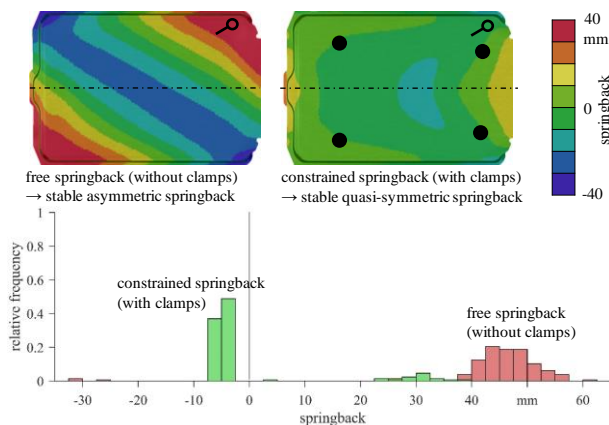 40
mm
springback
0
-40
free springback (without clamps)
→ stable asymmetric springback
constrained springback (with clamps)
→ stable quasi-symmetric springback
relative frequency
1
0.8
0.6
0.4
0.2
0
constrained springback
(with clamps)
free springback
(without clamps)
-30
-20
-10
0
10
20
30
40
mm
60
springback